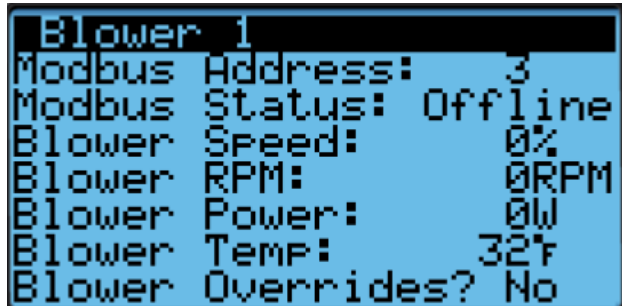 Blower 1
Modbus Address: 3
Modbus Status: Offline
Blower Speed: 0%
Blower RPM: 0RPM
Blower Power: 0W
Blower Temp: 32°F
Blower Overrides? No